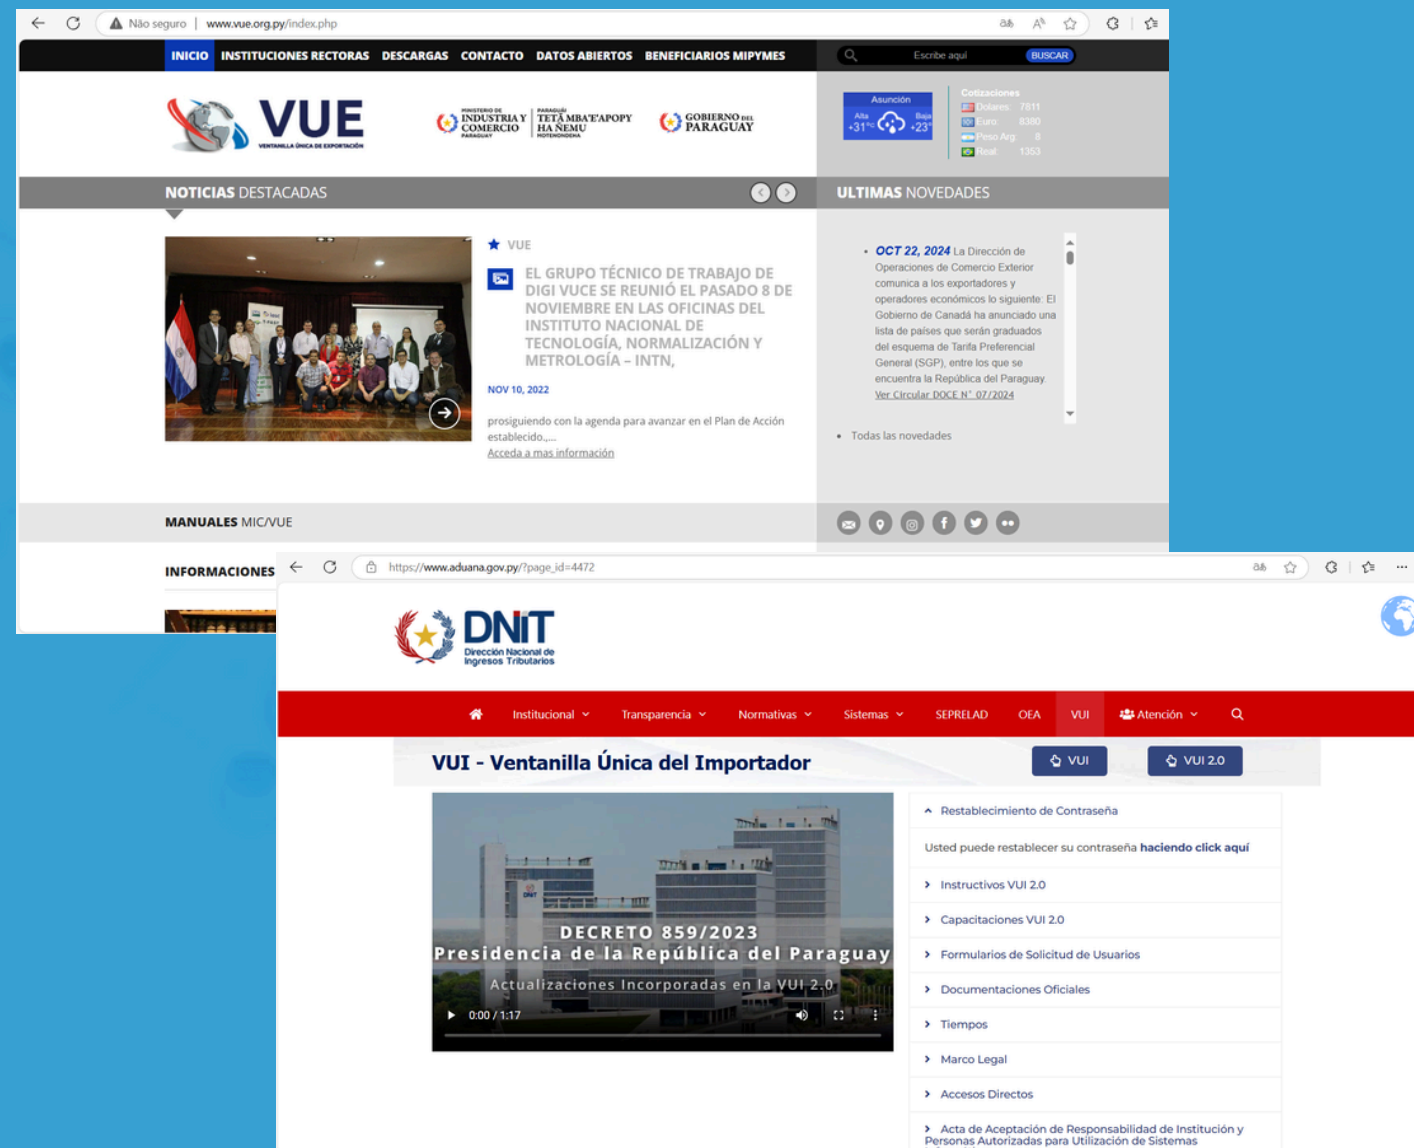 Não seguro | www.vue.org.py/index.php
INICIO INSTITUCIONES RECTORAS DESCARGAS CONTACTO DATOS ABIERTOS BENEFICIARIOS MIPYMES
Escribe aquí BUSCAR
VUE
VENTANILLA ÚNICA DE EXPORTACIÓN
MINISTERIO DE
INDUSTRIA Y
COMERCIO
PARAGUAY
PARAGUÁI
TETÃ MBA'E'APOPY
HA ÑEMU
MOTENONDEHA
GOBIERNO DEL
PARAGUAY
Asunción
Alta
+31°C
Baja
+23°
Cotizaciones
Dolares: 7811
Euro: 8380
Peso Arg: 8
Real: 1353
NOTICIAS DESTACADAS
ULTIMAS NOVEDADES
VUE
EL GRUPO TÉCNICO DE TRABAJO DE
DIGI VUCE SE REUNIÓ EL PASADO 8 DE
NOVIEMBRE EN LAS OFICINAS DEL
INSTITUTO NACIONAL DE
TECNOLOGÍA, NORMALIZACIÓN Y
METROLOGÍA – INTN,
NOV 10, 2022
prosiguiendo con la agenda para avanzar en el Plan de Acción
establecido.,...
Acceda a mas información
OCT 22, 2024 La Dirección de
Operaciones de Comercio Exterior
comunica a los exportadores y
operadores económicos lo siguiente: El
Gobierno de Canadá ha anunciado una
lista de países que serán graduados
del esquema de Tarifa Preferencial
General (SGP), entre los que se
encuentra la República del Paraguay.
Ver Circular DOCE N° 07/2024
Todas las novedades
MANUALES MIC/VUE
INFORMACIONES
https://www.aduana.gov.py/?page_id=4472
DNIT
Dirección Nacional de
Ingresos Tributarios
Institucional Transparencia Normativas Sistemas SEPRELAD OEA VUI Atención
VUI - Ventanilla Única del Importador
VUI VUI 2.0
DNIT
DECRETO 859/2023
Presidencia de la República del Paraguay
Actualizaciones Incorporadas en la VUI 2.0
0:00 / 1:17
Restablecimiento de Contraseña
Usted puede restablecer su contraseña haciendo click aquí
Instructivos VUI 2.0
Capacitaciones VUI 2.0
Formularios de Solicitud de Usuarios
Documentaciones Oficiales
Tiempos
Marco Legal
Accesos Directos
Acta de Aceptación de Responsabilidad de Institución y
Personas Autorizadas para Utilización de Sistemas